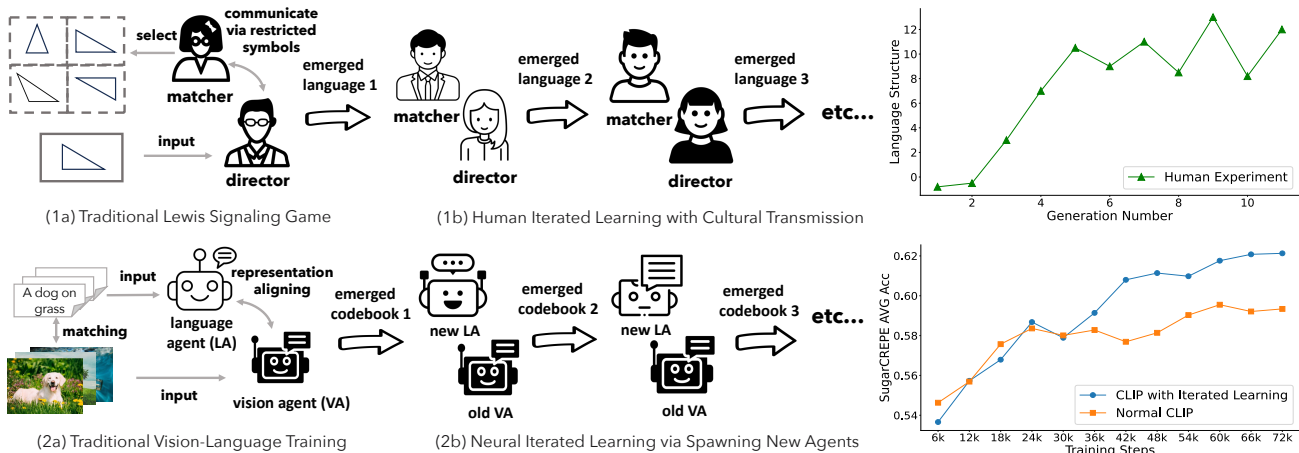 communicate
via restricted
symbols
select
matcher
input
director
emerged
language 1
matcher
director
emerged
language 2
matcher
director
emerged
language 3
etc...
(1a) Traditional Lewis Signaling Game
(1b) Human Iterated Learning with Cultural Transmission
Language Structure
12
10
8
6
4
2
0
Human Experiment
2
4
6
8
10
Generation Number
A dog on
grass
input
matching
input
language
agent (LA)
representation
aligning
vision agent (VA)
emerged
codebook 1
new LA
old VA
emerged
codebook 2
new LA
old VA
emerged
codebook 3
etc...
(2a) Traditional Vision-Language Training
(2b) Neural Iterated Learning via Spawning New Agents
SugarCREPE AVG Acc
0.62
0.60
0.58
0.56
0.54
CLIP with Iterated Learning
Normal CLIP
6k 12k 18k 24k 30k 36k 42k 48k 54k 60k 66k 72k
Training Steps